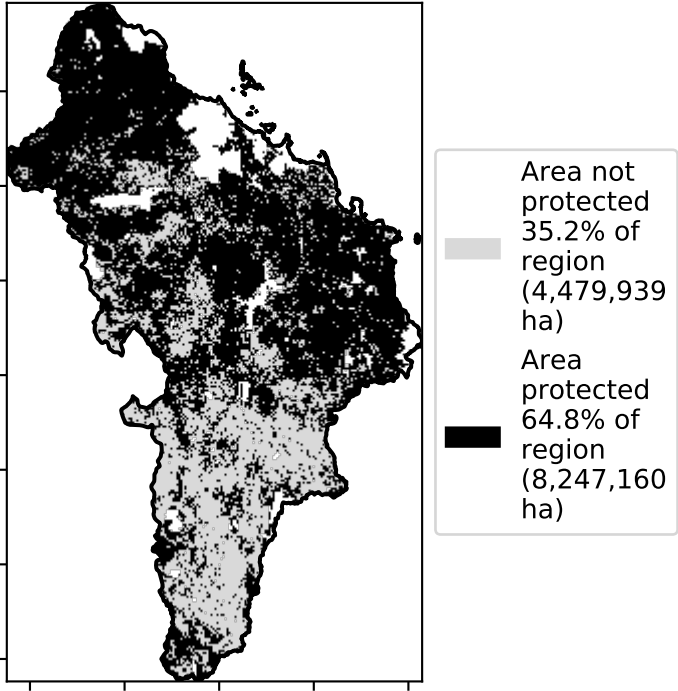 Area not
protected
35.2% of
region
(4,479,939
ha)
Area
protected
64.8% of
region
(8,247,160
ha)